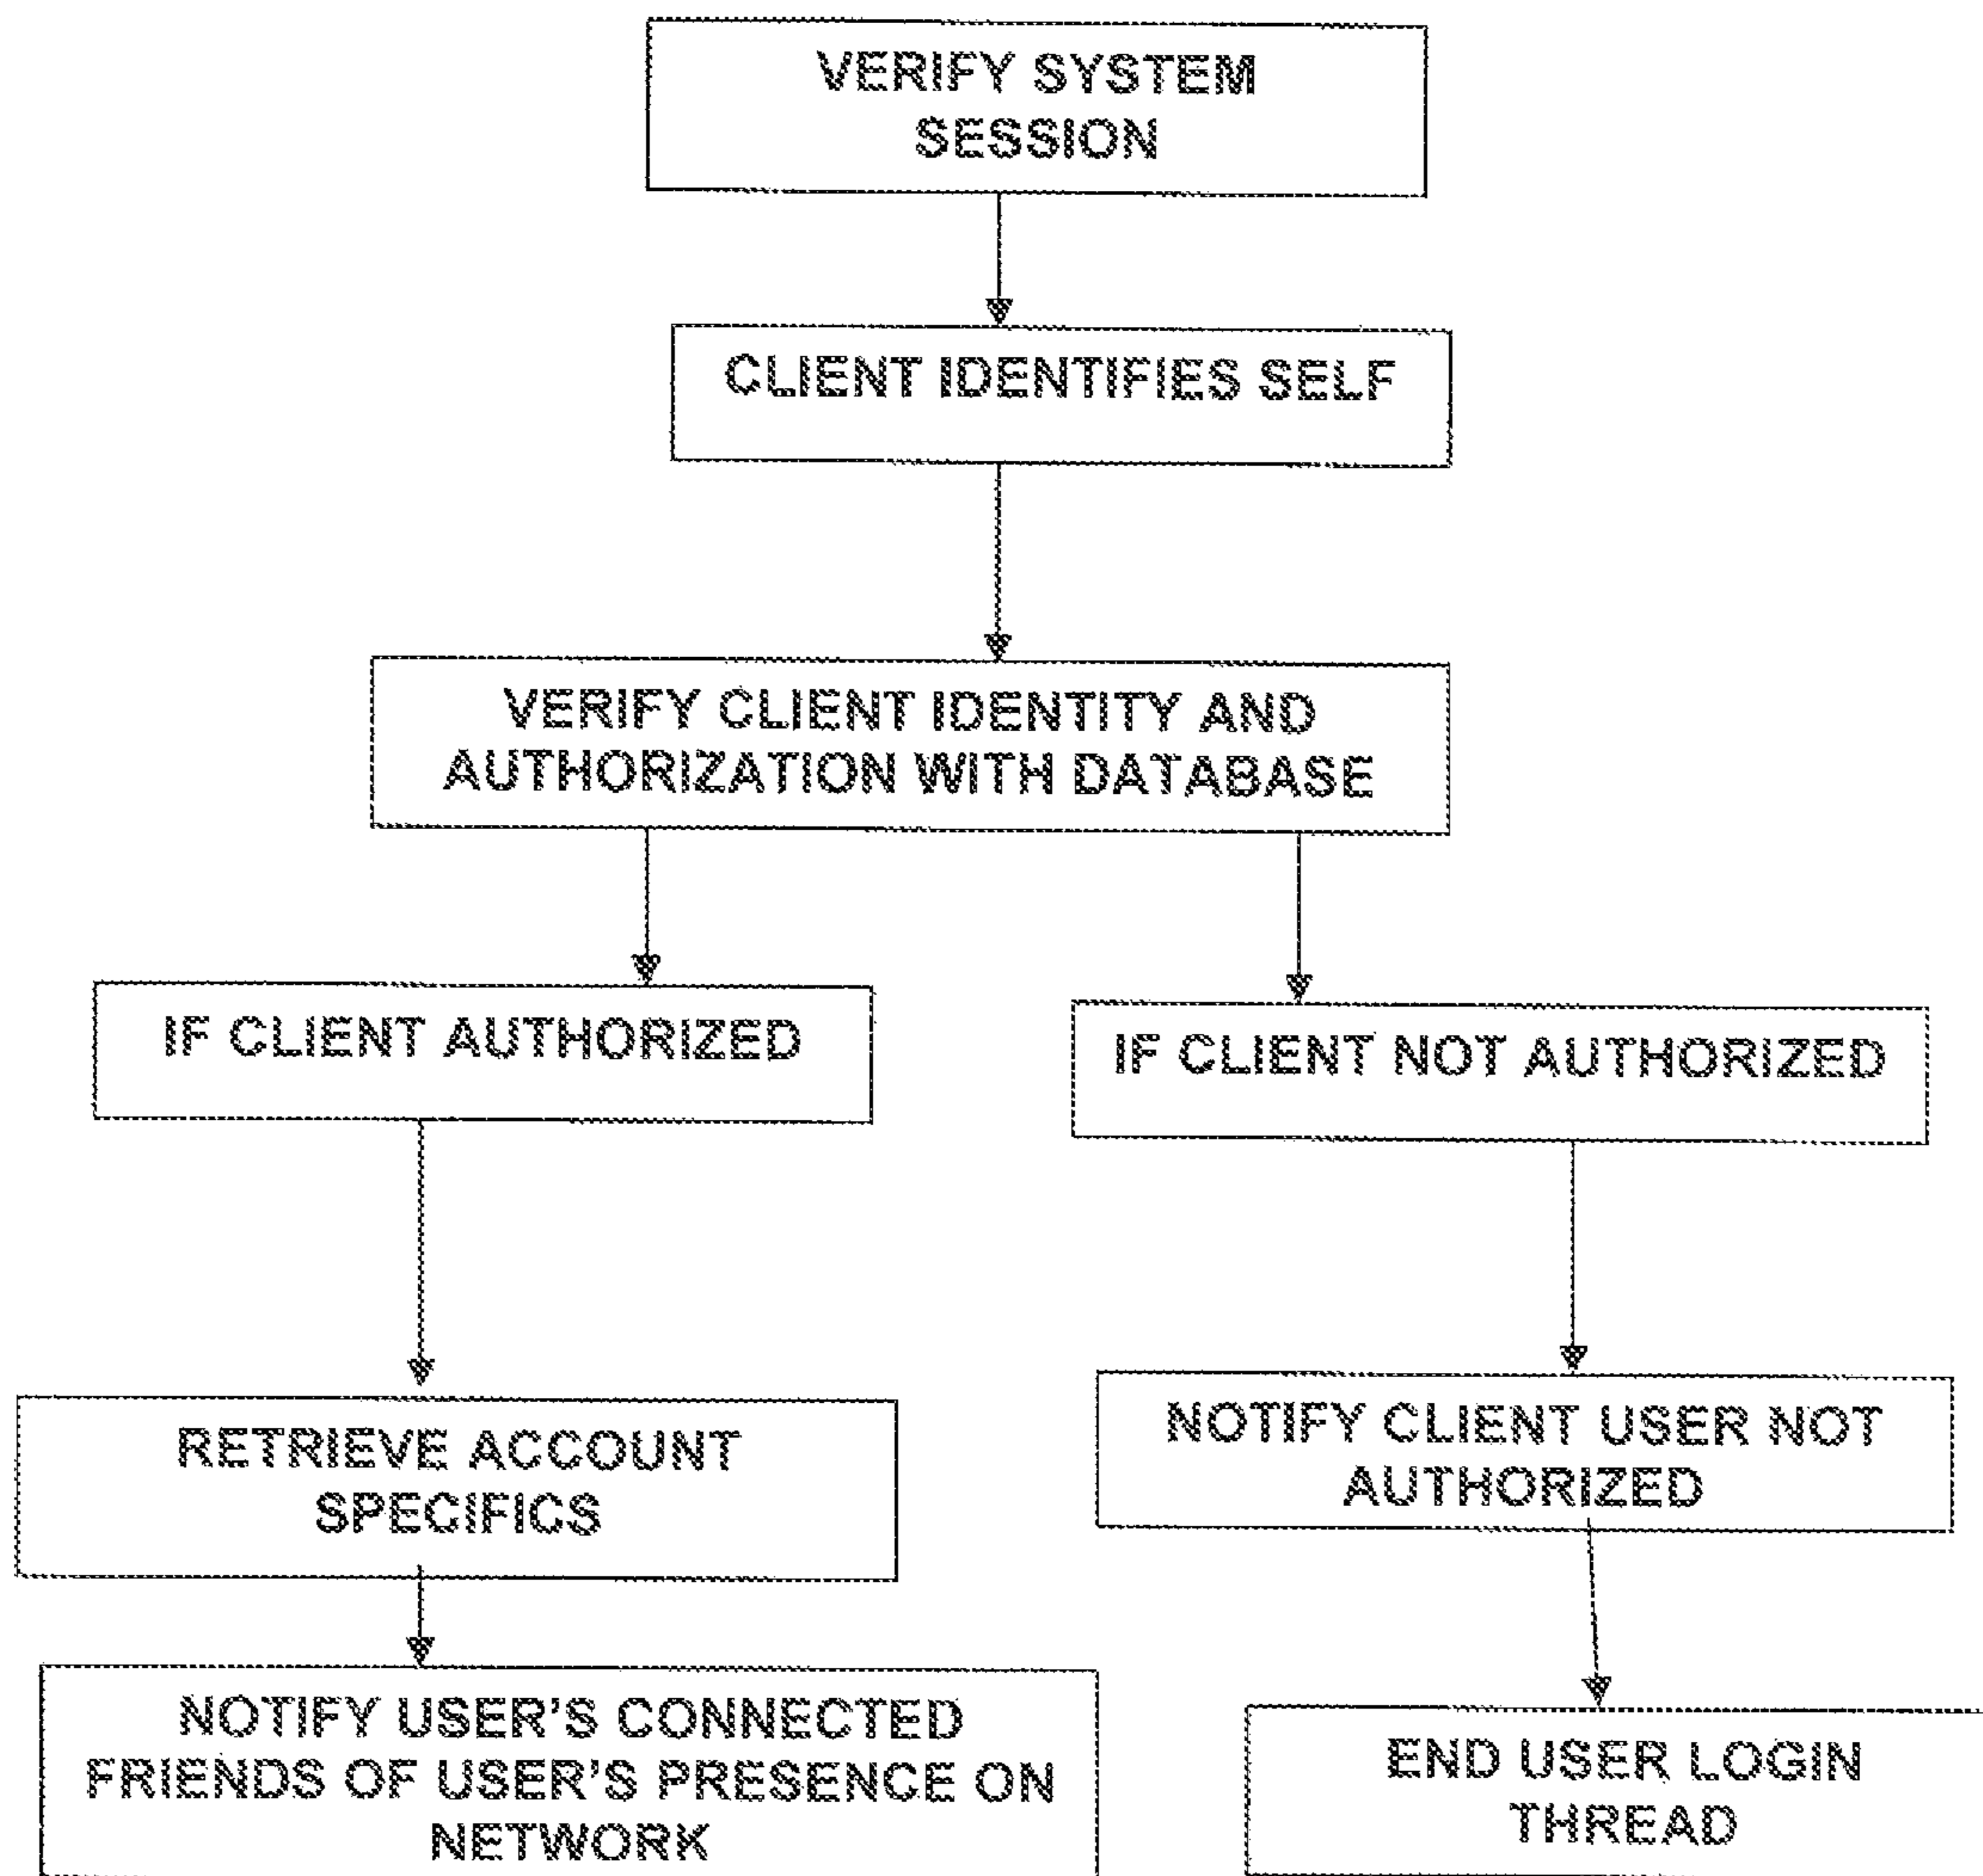 VERIFY SYSTEM
SESSION
CLIENT IDENTIFIES SELF
VERIFY CLIENT IDENTITY AND
AUTHORIZATION WITH DATABASE
IF CLIENT AUTHORIZED
IF CLIENT NOT AUTHORIZED
RETRIEVE ACCOUNT
SPECIFICS
NOTIFY CLIENT USER NOT
AUTHORIZED
NOTIFY USER'S CONNECTED
FRIENDS OF USER'S PRESENCE ON
NETWORK
END USER LOGIN
THREAD